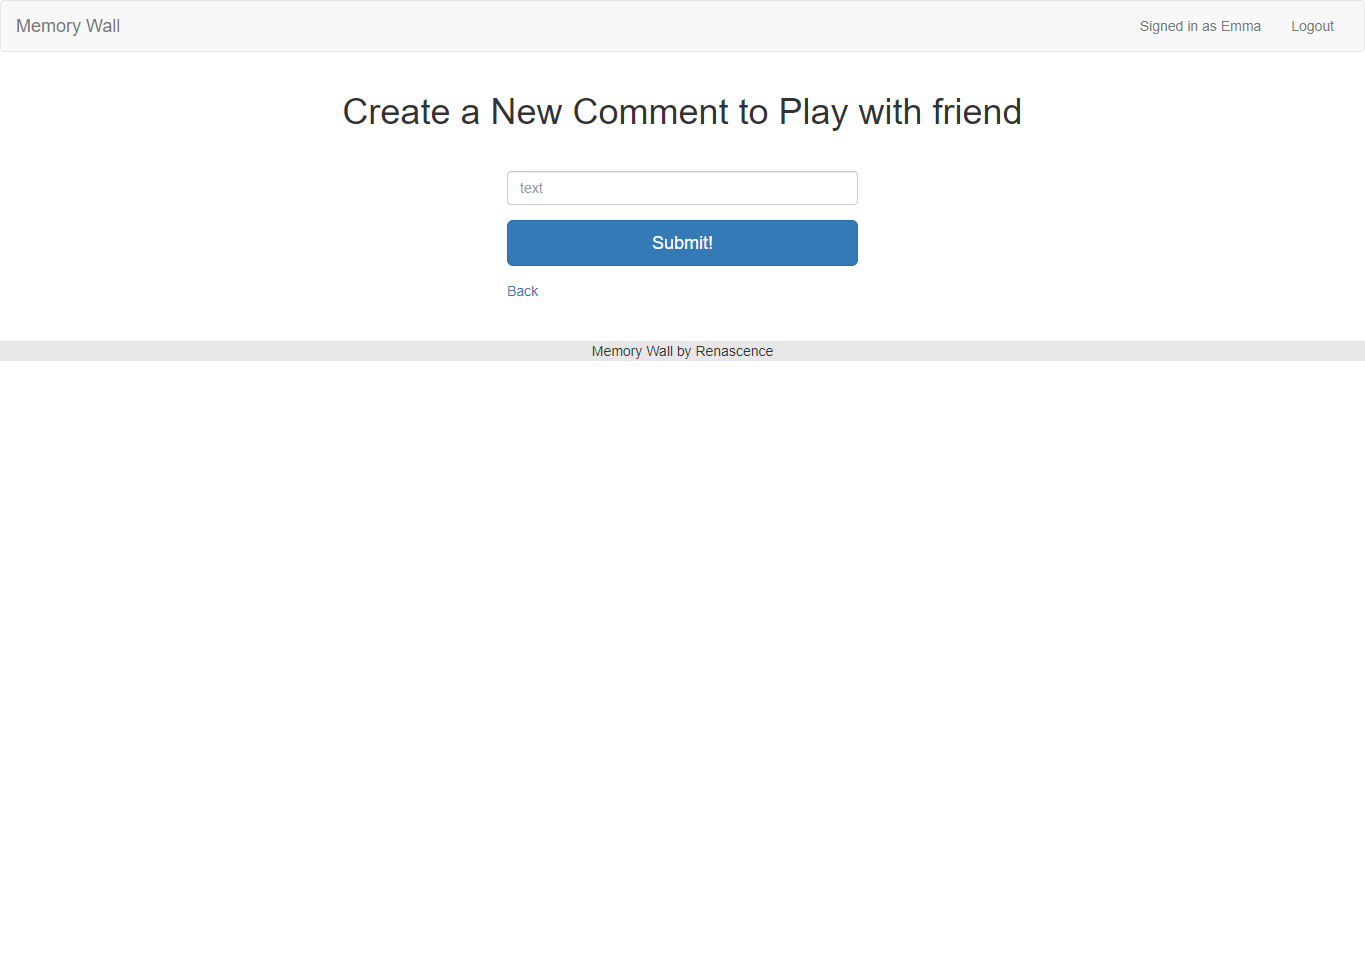 Memory Wall
Signed in as Emma
Logout
Create a New Comment to Play with friend
text
Submit!
Back
Memory Wall by Renascence